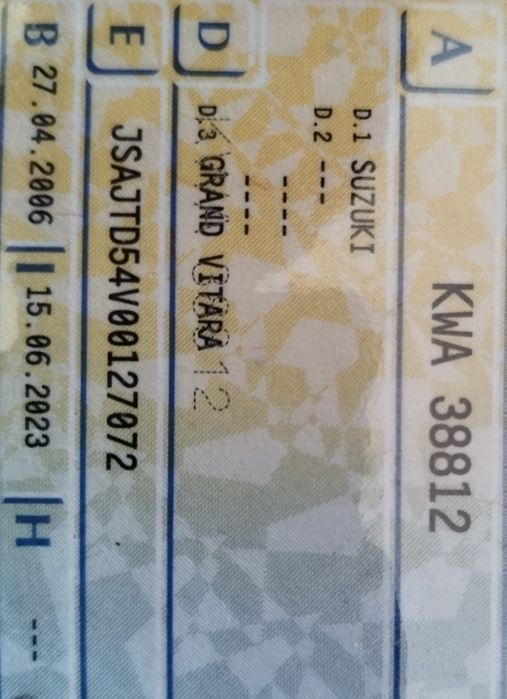 A KWA 38812
D D.1 SUZUKI
D.2 ---
----
----
D.3 GRAND VITARA
E JSAJTD54V00127072
B 27.04.2006 I 15.06.2023 H ---